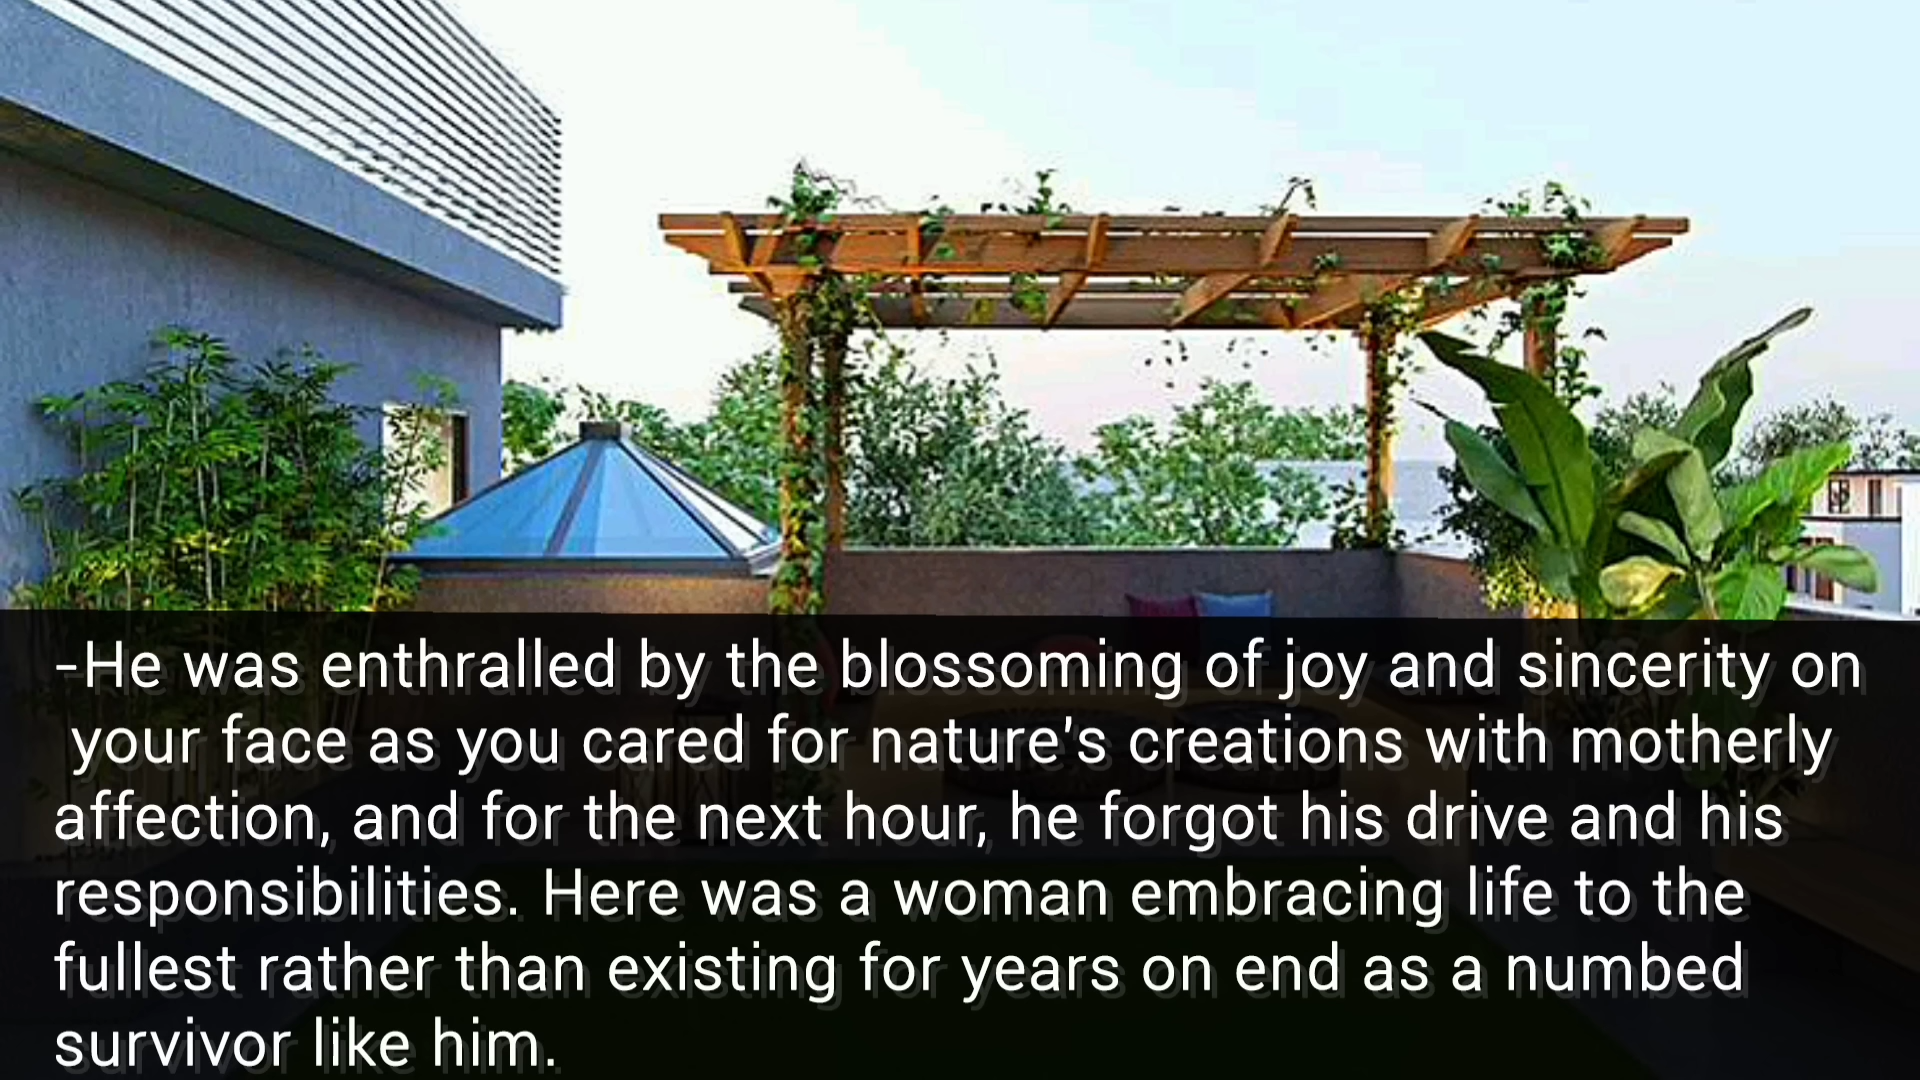 -He was enthralled by the blossoming of joy and sincerity on
your face as you cared for nature's creations with motherly
affection, and for the next hour, he forgot his drive and his
responsibilities. Here was a woman embracing life to the
fullest rather than existing for years on end as a numbed
survivor like him.